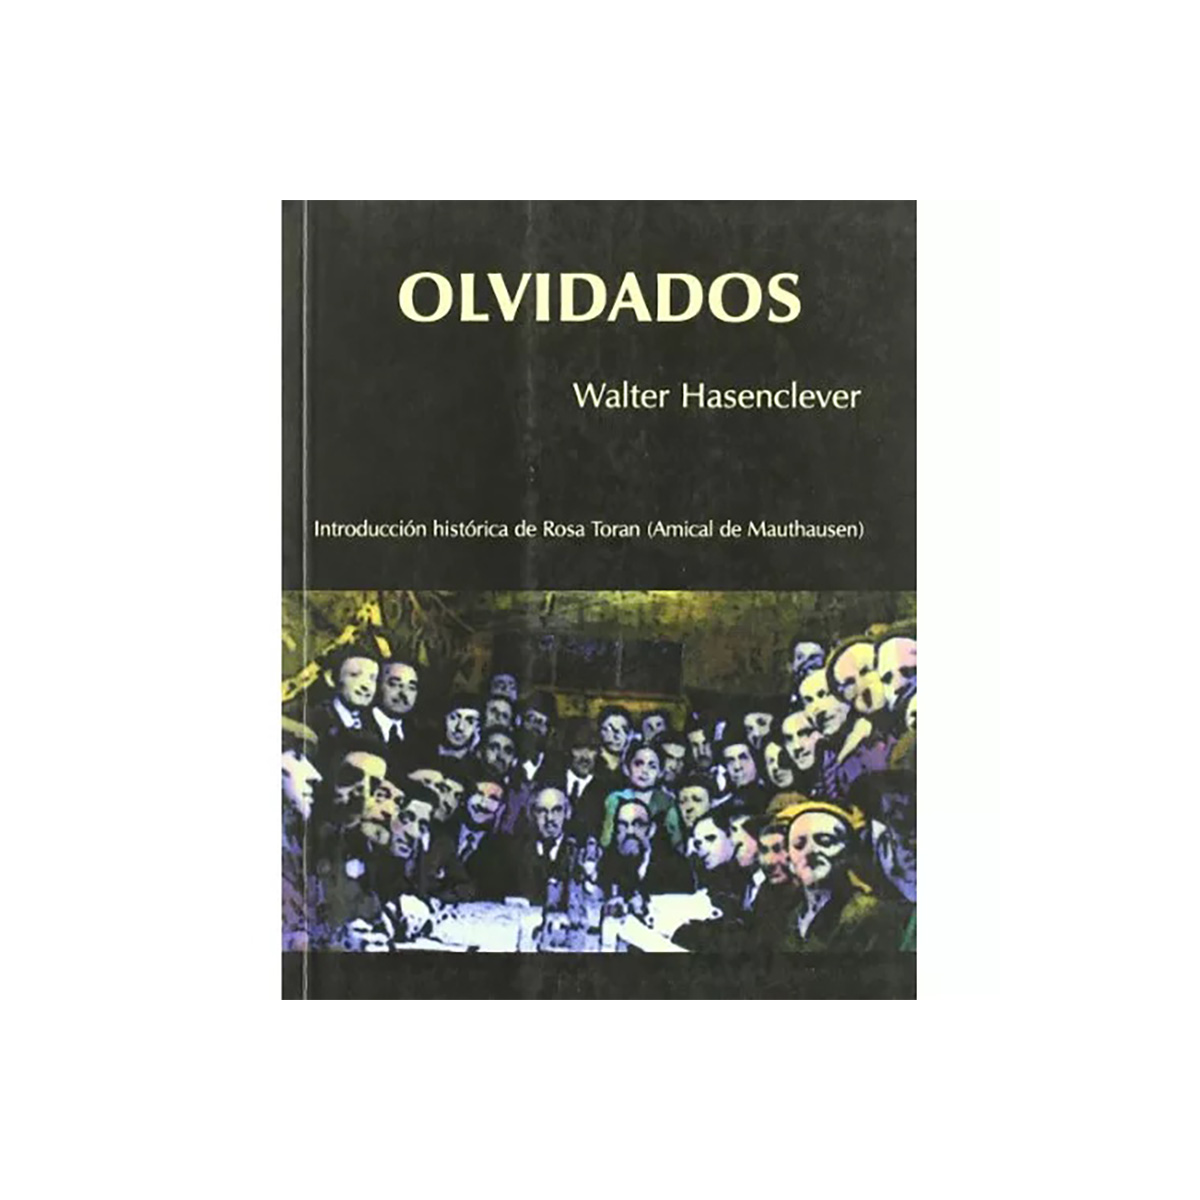 OLVIDADOS
Walter Hasenclever
Introducción histórica de Rosa Toran (Amical de Mauthausen)